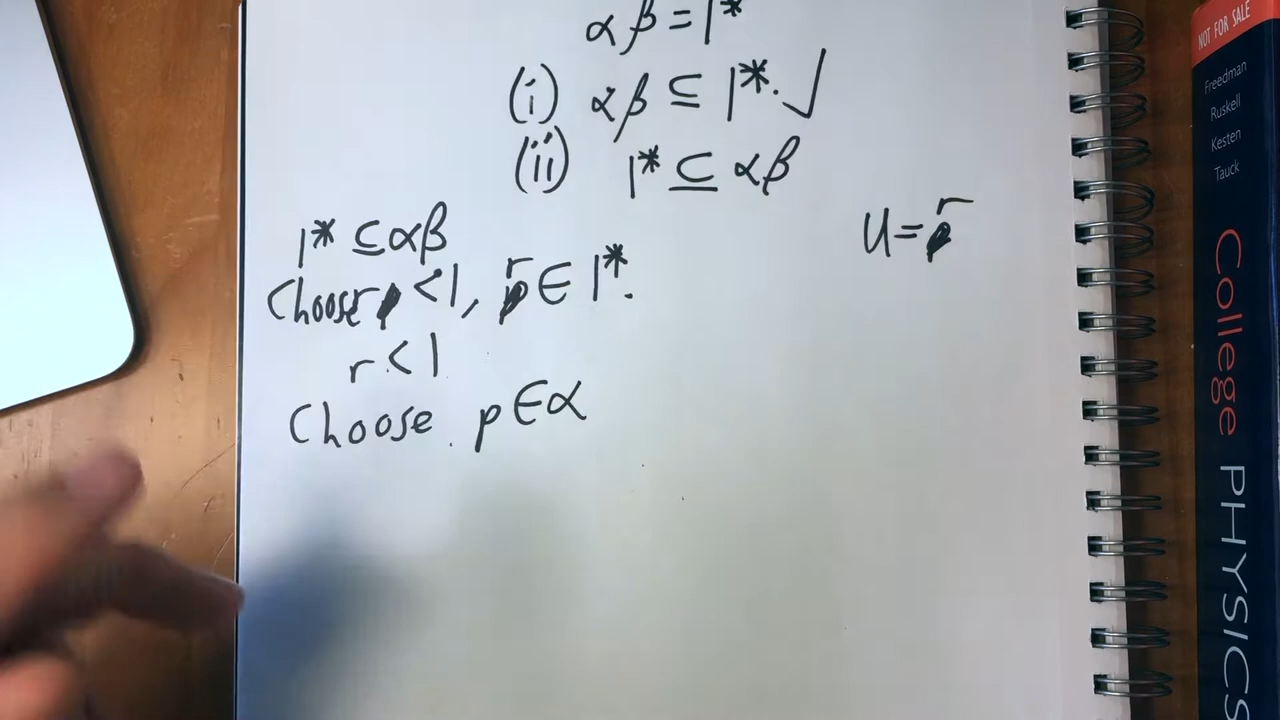 αβ = 1*
(i) αβ ⊆ 1*. √
(ii) 1* ⊆ αβ
1* ⊆ αβ
U = r
Choose r < 1, r ∈ 1*.
r < 1
Choose p ∈ α
NOT FOR SALE
Freedman
Ruskell
Kesten
Tauck
College PHYSICS